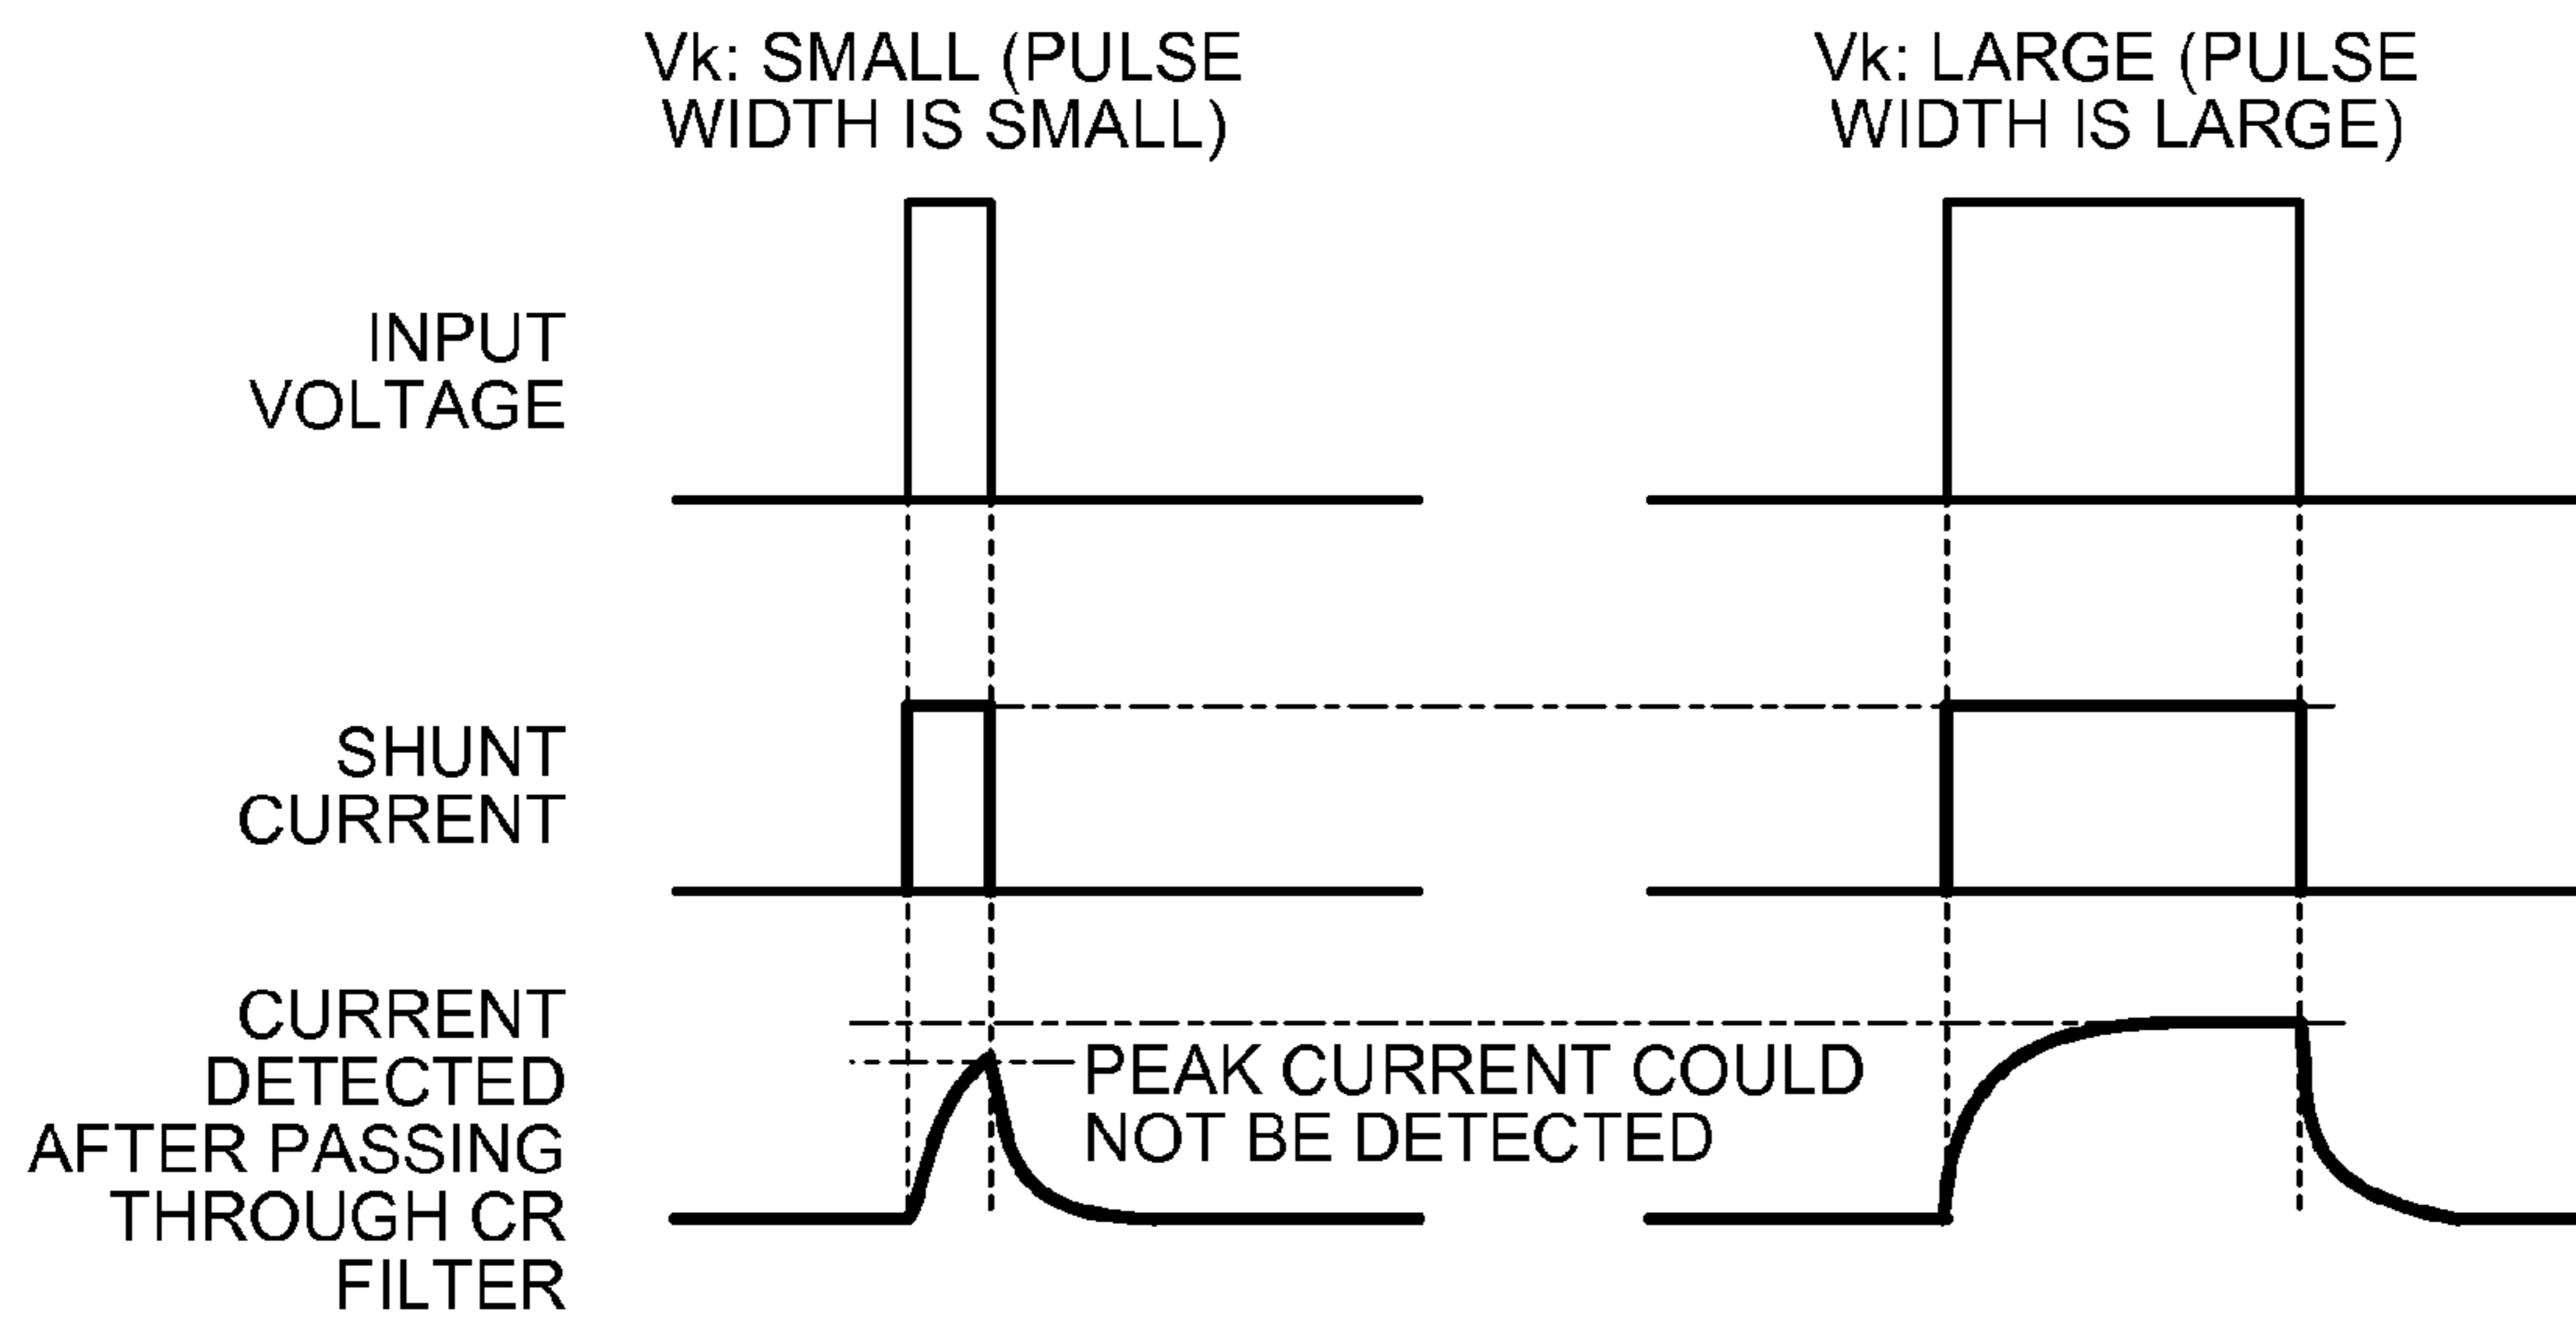 Vk: SMALL (PULSE
WIDTH IS SMALL)
Vk: LARGE (PULSE
WIDTH IS LARGE)
INPUT
VOLTAGE
SHUNT
CURRENT
CURRENT
DETECTED
AFTER PASSING
THROUGH CR
FILTER
PEAK CURRENT COULD
NOT BE DETECTED